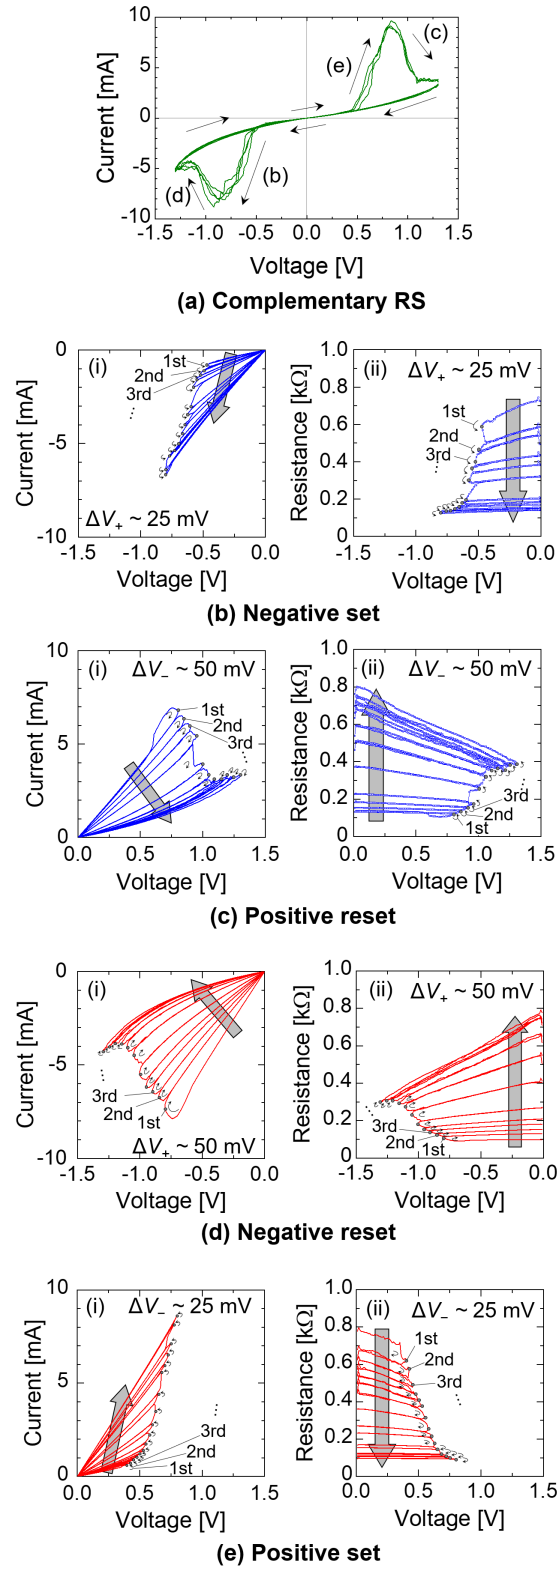 Current [mA]
10
5
0
-5
-10
(c)
(e)
(b)
(d)
-1.5 -1.0 -0.5 0.0 0.5 1.0 1.5
Voltage [V]
(a) Complementary RS
Current [mA]
0
-5
-10
(i)
1st
2nd
3rd
...
ΔV+ ~ 25 mV
-1.5 -1.0 -0.5 0.0
Voltage [V]
Resistance [kΩ]
1.0
0.8
0.6
0.4
0.2
0
(ii)
ΔV+ ~ 25 mV
1st
2nd
3rd
...
-1.5 -1.0 -0.5 0.0
Voltage [V]
(b) Negative set
Current [mA]
10
5
0
(i)
ΔV− ~ 50 mV
1st
2nd
3rd
...
0.0 0.5 1.0 1.5
Voltage [V]
Resistance [kΩ]
1.0
0.8
0.6
0.4
0.2
0
(ii)
ΔV− ~ 50 mV
...
3rd
2nd
1st
0.0 0.5 1.0 1.5
Voltage [V]
(c) Positive reset
Current [mA]
0
-5
-10
(i)
...
3rd
2nd
1st
ΔV+ ~ 50 mV
-1.5 -1.0 -0.5 0.0
Voltage [V]
Resistance [kΩ]
1.0
0.8
0.6
0.4
0.2
0
(ii)
ΔV+ ~ 50 mV
...
3rd
2nd
1st
-1.5 -1.0 -0.5 0.0
Voltage [V]
(d) Negative reset
Current [mA]
10
5
0
(i)
ΔV− ~ 25 mV
...
3rd
2nd
1st
0.0 0.5 1.0 1.5
Voltage [V]
Resistance [kΩ]
1.0
0.8
0.6
0.4
0.2
0
(ii)
ΔV− ~ 25 mV
1st
2nd
3rd
...
0.0 0.5 1.0 1.5
Voltage [V]
(e) Positive set